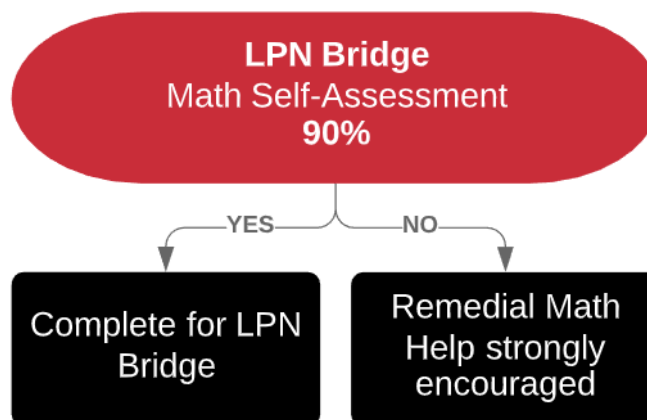 LPN Bridge
Math Self-Assessment
90%
YES
NO
Complete for LPN
Bridge
Remedial Math
Help strongly
encouraged